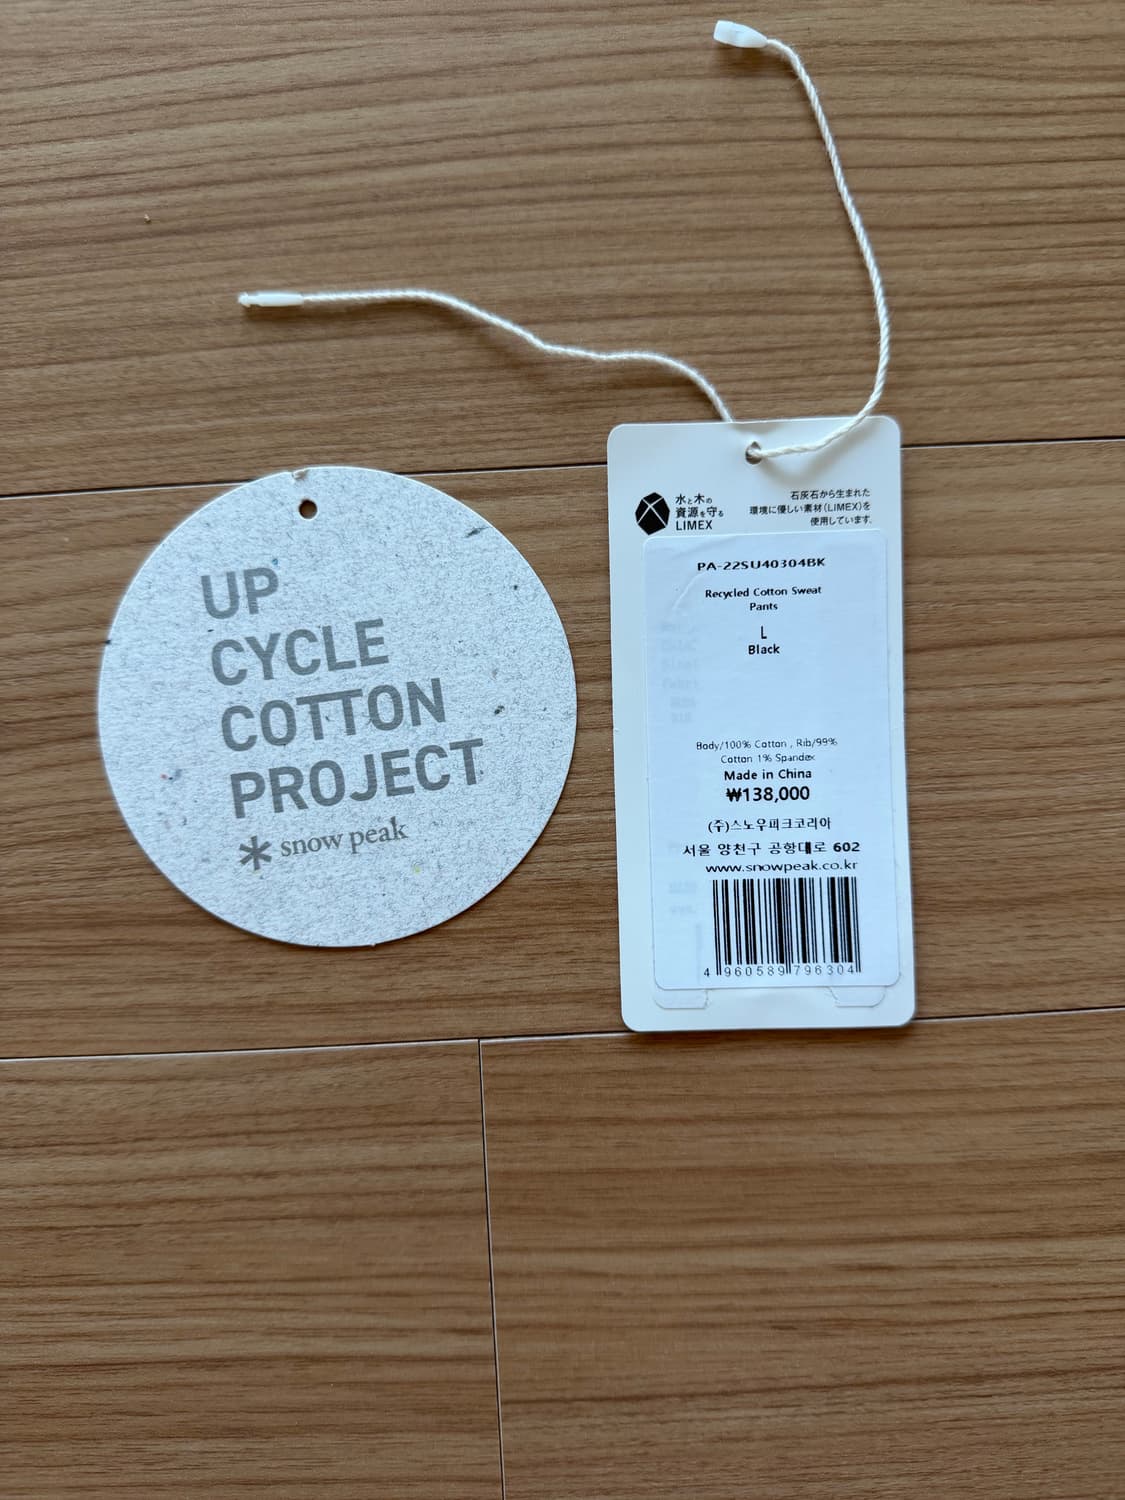 UP
CYCLE
COTTON
PROJECT
snow peak
水と木の
資源を守る
LIMEX
石灰石から生まれた
環境に優しい素材(LIMEX)を
使用しています。
PA-22SU40304BK
Recycled Cotton Sweat
Pants
L
Black
Body/100% Cotton , Rib/99%
Cotton 1% Spandex
Made in China
₩138,000
(주)스노우피크코리아
서울 양천구 공항대로 602
www.snowpeak.co.kr
4 960589 796304